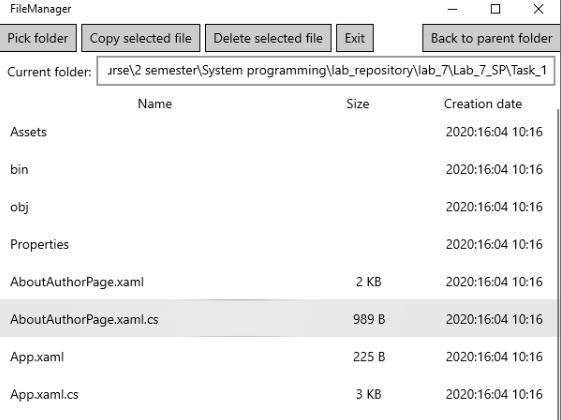 FileManager
Pick folder Copy selected file Delete selected file Exit Back to parent folder
Current folder: urse\2 semester\System programming\lab_repository\lab_7\Lab_7_SP\Task_1
Name Size Creation date
Assets 2020:16:04 10:16
bin 2020:16:04 10:16
obj 2020:16:04 10:16
Properties 2020:16:04 10:16
AboutAuthorPage.xaml 2 KB 2020:16:04 10:16
AboutAuthorPage.xaml.cs 989 B 2020:16:04 10:16
App.xaml 225 B 2020:16:04 10:16
App.xaml.cs 3 KB 2020:16:04 10:16